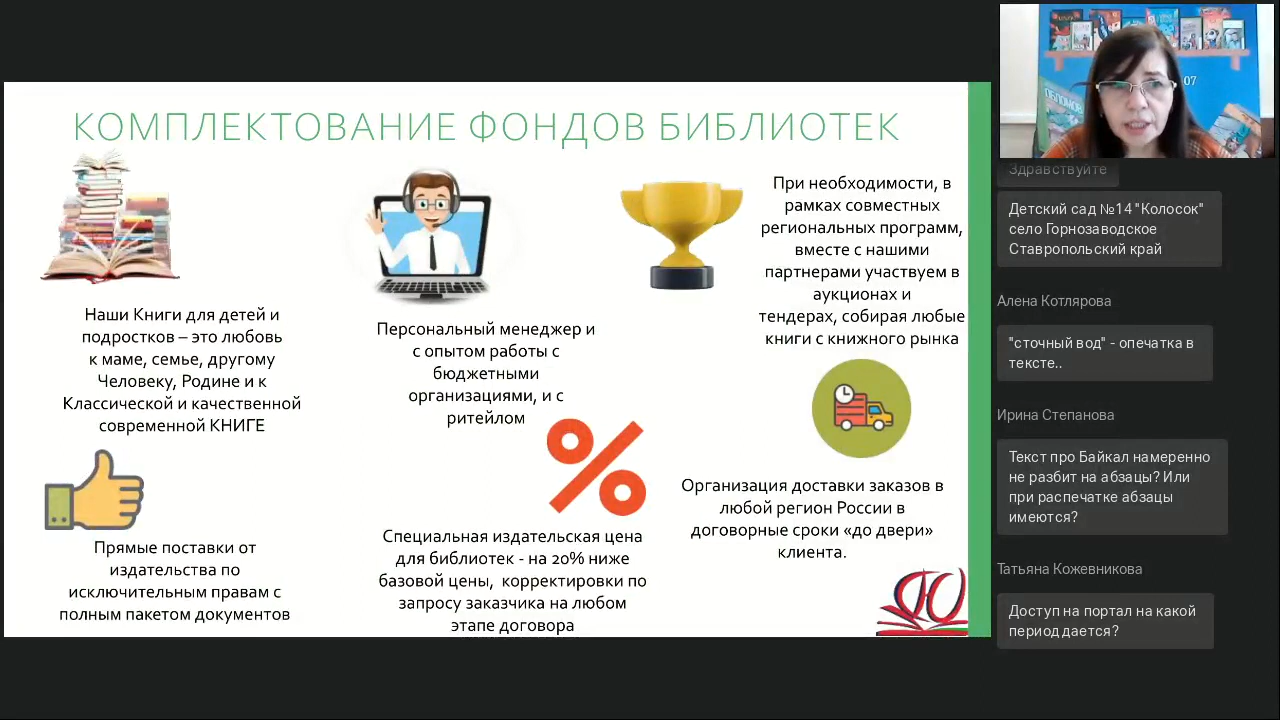 КОМПЛЕКТОВАНИЕ ФОНДОВ БИБЛИОТЕК
Наши Книги для детей и
подростков – это любовь
к маме, семье, другому
Человеку, Родине и к
Классической и качественной
современной КНИГЕ
Персональный менеджер и
с опытом работы с
бюджетными
организациями, и с
ритейлом
При необходимости, в
рамках совместных
региональных программ,
вместе с нашими
партнерами участвуем в
аукционах и
тендерах, собирая любые
книги с книжного рынка
Прямые поставки от
издательства по
исключительным правам с
полным пакетом документов
%
Специальная издательская цена
для библиотек - на 20% ниже
базовой цены, корректировки по
запросу заказчика на любом
этапе договора
Организация доставки заказов в
любой регион России в
договорные сроки «до двери»
клиента.
07
ОБЛОМОВ
Здравствуйте
Детский сад №14 "Колосок"
село Горнозаводское
Ставропольский край
Алена Котлярова
"сточный вод" - опечатка в
тексте..
Ирина Степанова
Текст про Байкал намеренно
не разбит на абзацы? Или
при распечатке абзацы
имеются?
Татьяна Кожевникова
Доступ на портал на какой
период дается?